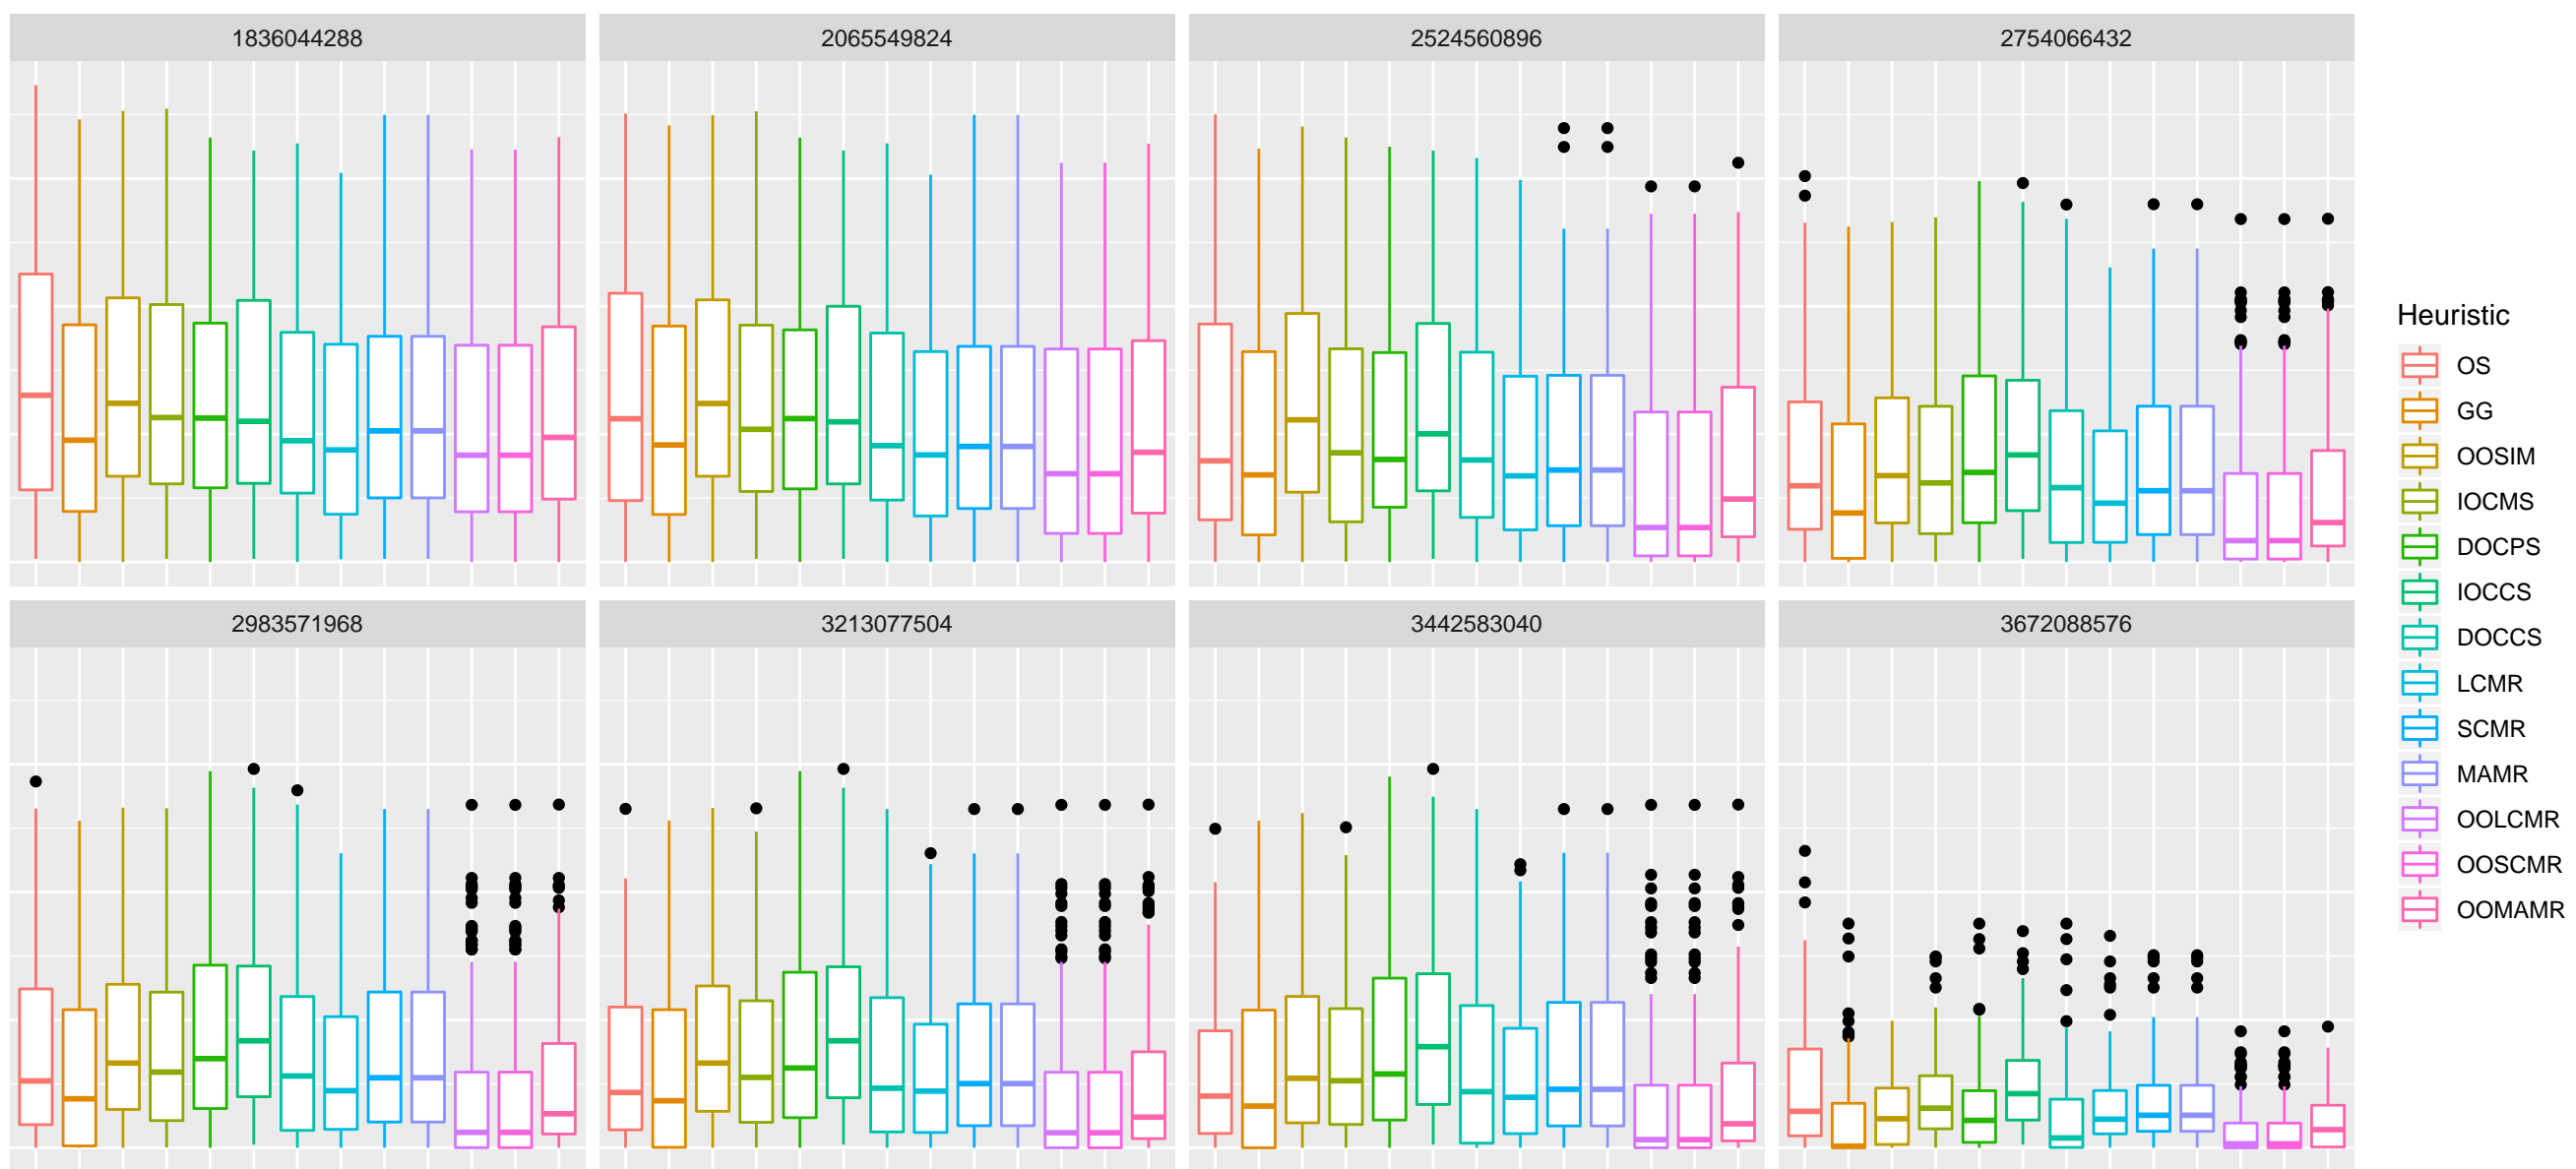 1836044288
2065549824
2524560896
2754066432
2983571968
3213077504
3442583040
3672088576
Heuristic
OS
GG
OOSIM
IOCMS
DOCPS
IOCCS
DOCCS
LCMR
SCMR
MAMR
OOLCMR
OOSCMR
OOMAMR